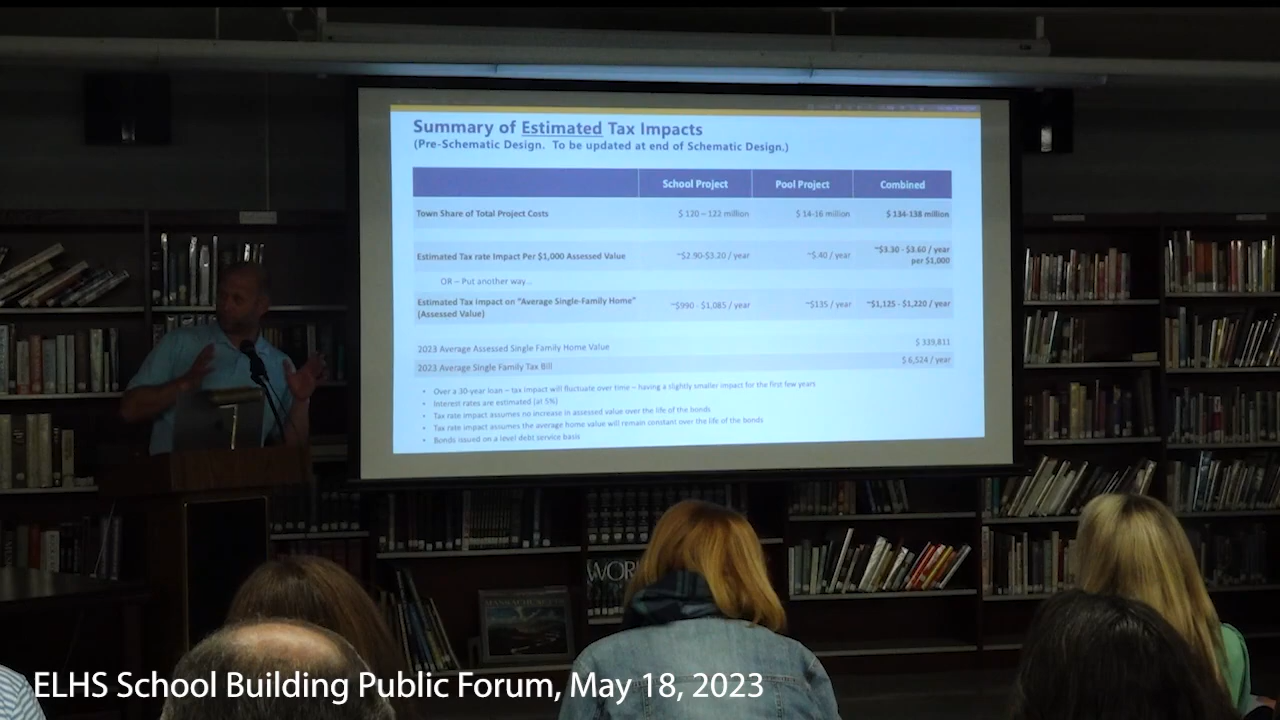 Summary of Estimated Tax Impacts
(Pre-Schematic Design. To be updated at end of Schematic Design.)
School Project Pool Project Combined
Town Share of Total Project Costs $ 120 – 122 million $ 14-16 million $ 134-138 million
Estimated Tax rate Impact Per $1,000 Assessed Value ~$2.90-$3.20 / year ~$.40 / year ~$3.30 - $3.60 / year
per $1,000
OR – Put another way…
Estimated Tax Impact on "Average Single-Family Home" ~$990 - $1,085 / year ~$135 / year ~$1,125 - $1,220 / year
(Assessed Value)
2023 Average Assessed Single Family Home Value $ 339,811
2023 Average Single Family Tax Bill $ 6,524 / year
• Over a 30-year loan – tax impact will fluctuate over time – having a slightly smaller impact for the first few years
• Interest rates are estimated (at 5%)
• Tax rate impact assumes no increase in assessed value over the life of the bonds
• Tax rate impact assumes the average home value will remain constant over the life of the bonds
• Bonds issued on a level debt service basis
WOR
ELHS School Building Public Forum, May 18, 2023